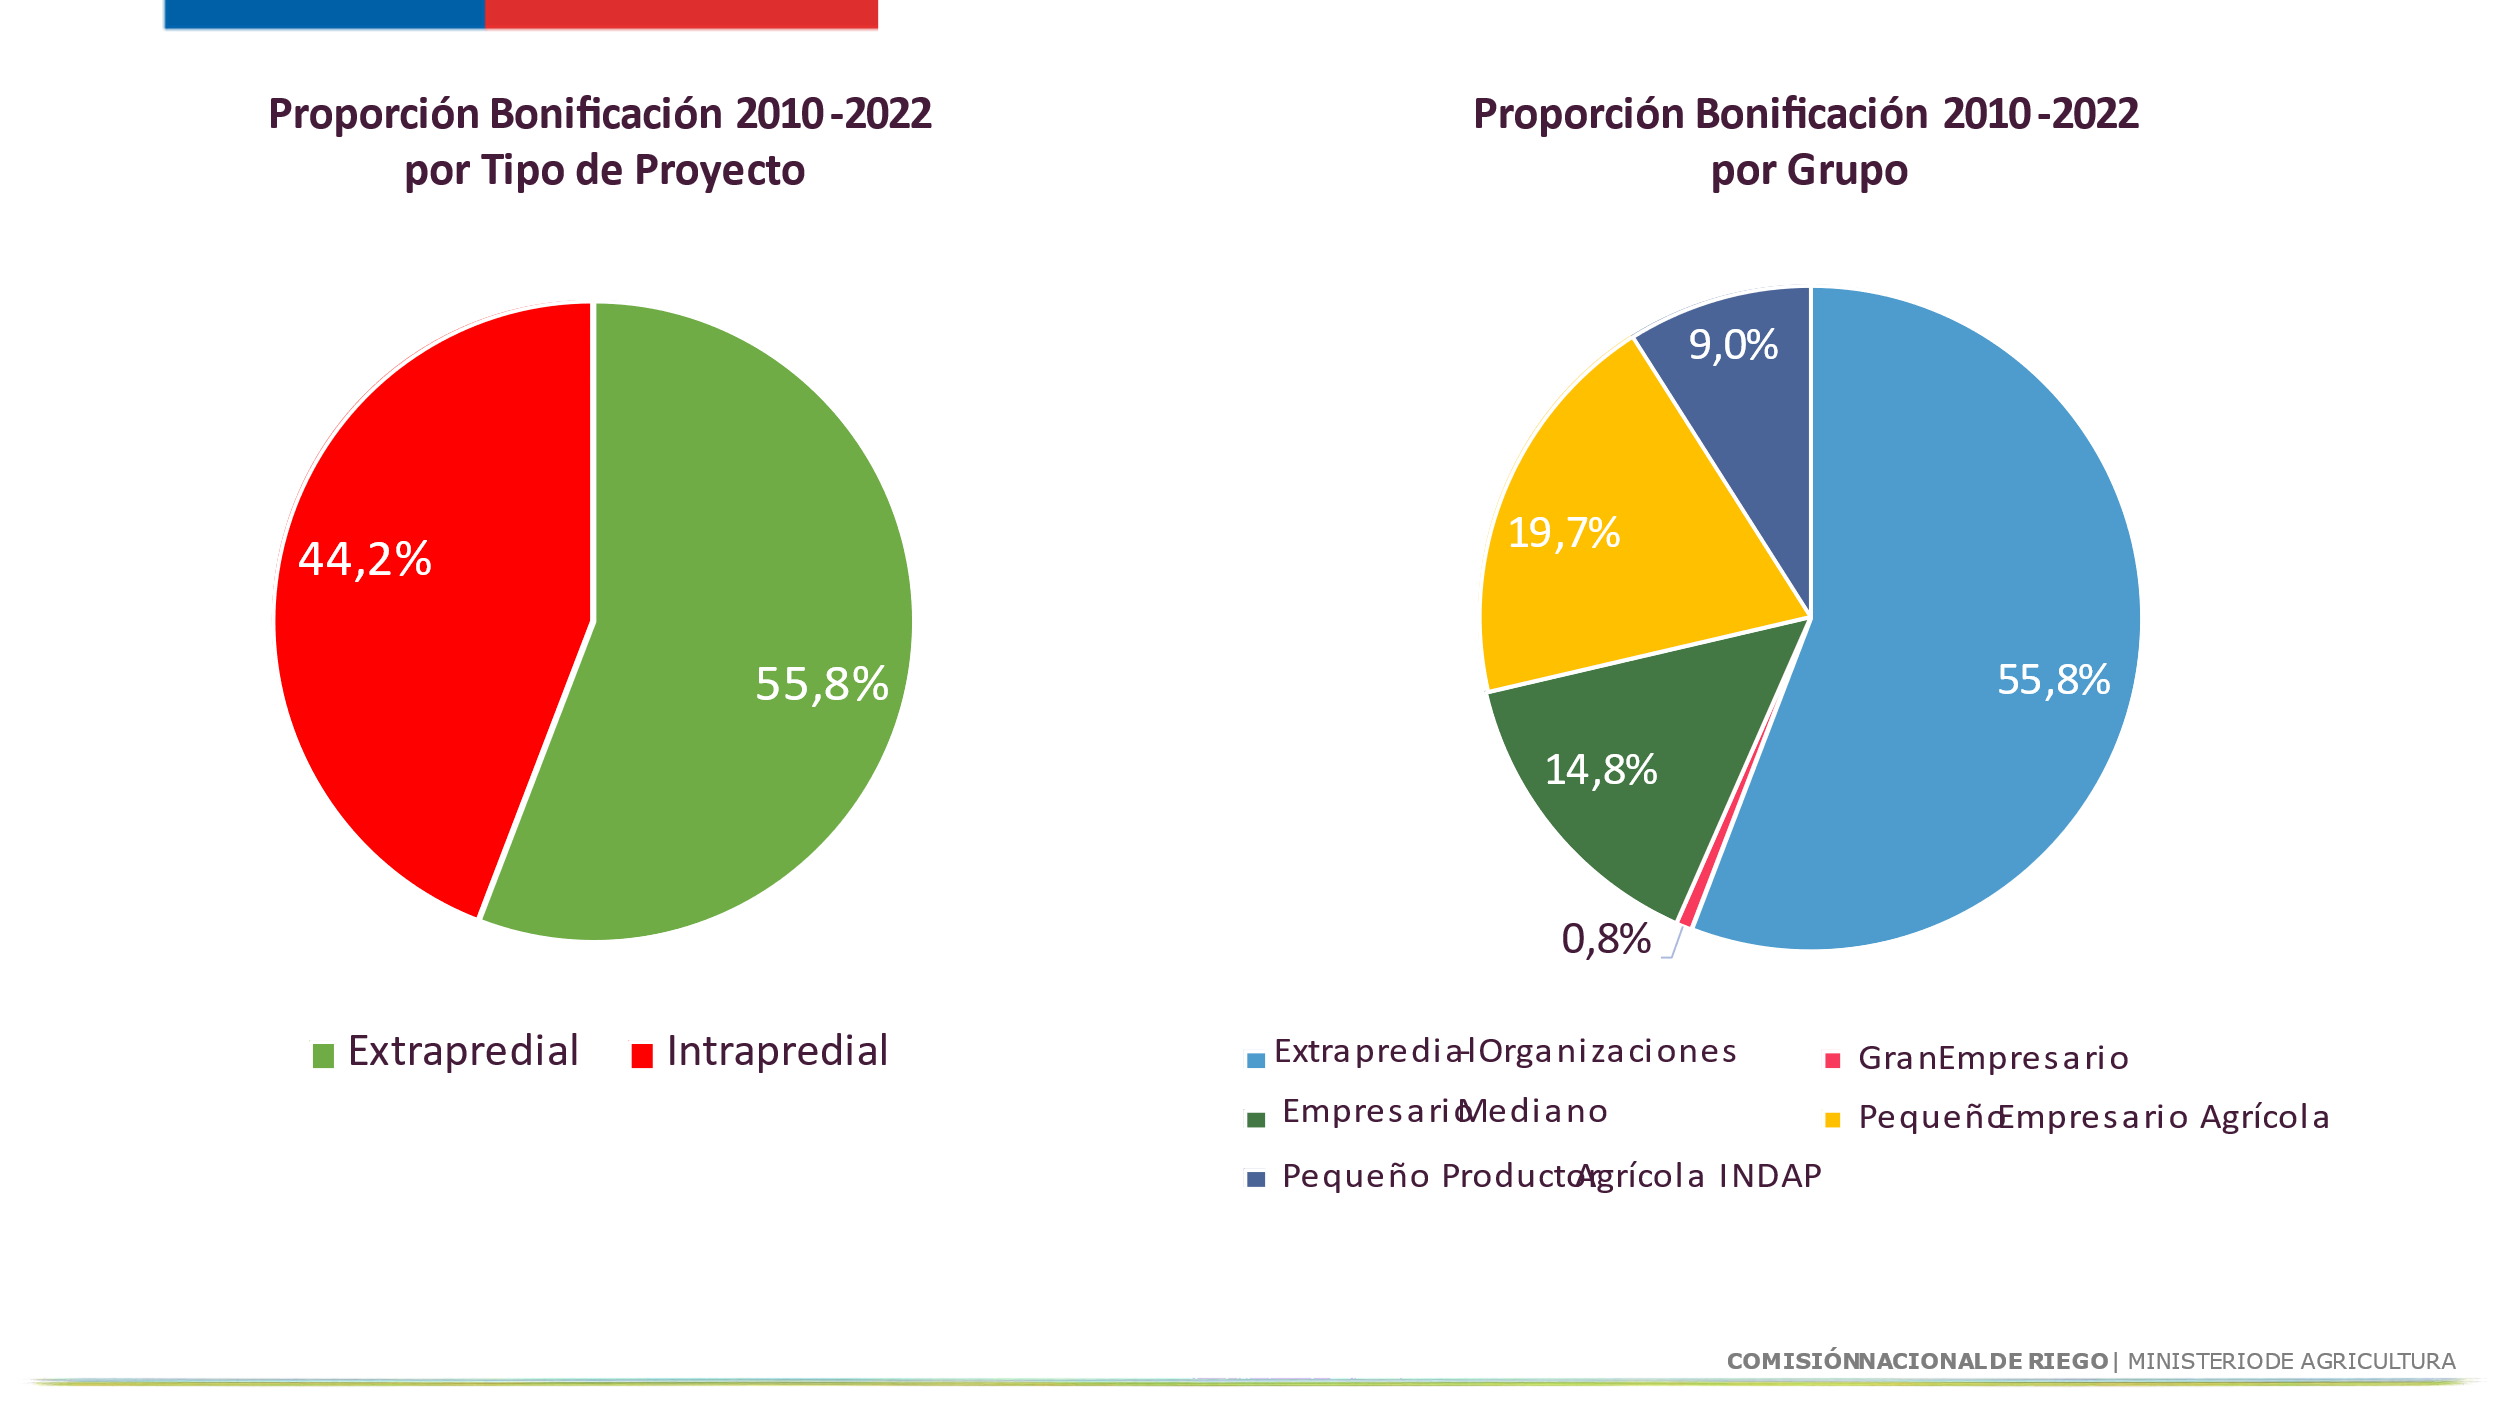 Proporción Bonificación 2010 -2022
por Tipo de Proyecto
44,2%
55,8%
Extrapredial
Intrapredial
Proporción Bonificación 2010 -2022
por Grupo
9,0%
19,7%
55,8%
14,8%
0,8%
Extrapredial - Organizaciones
Gran Empresario
Empresario Mediano
Pequeño Empresario Agrícola
Pequeño Productor Agrícola INDAP
COMISIÓN NACIONAL DE RIEGO | MINISTERIO DE AGRICULTURA